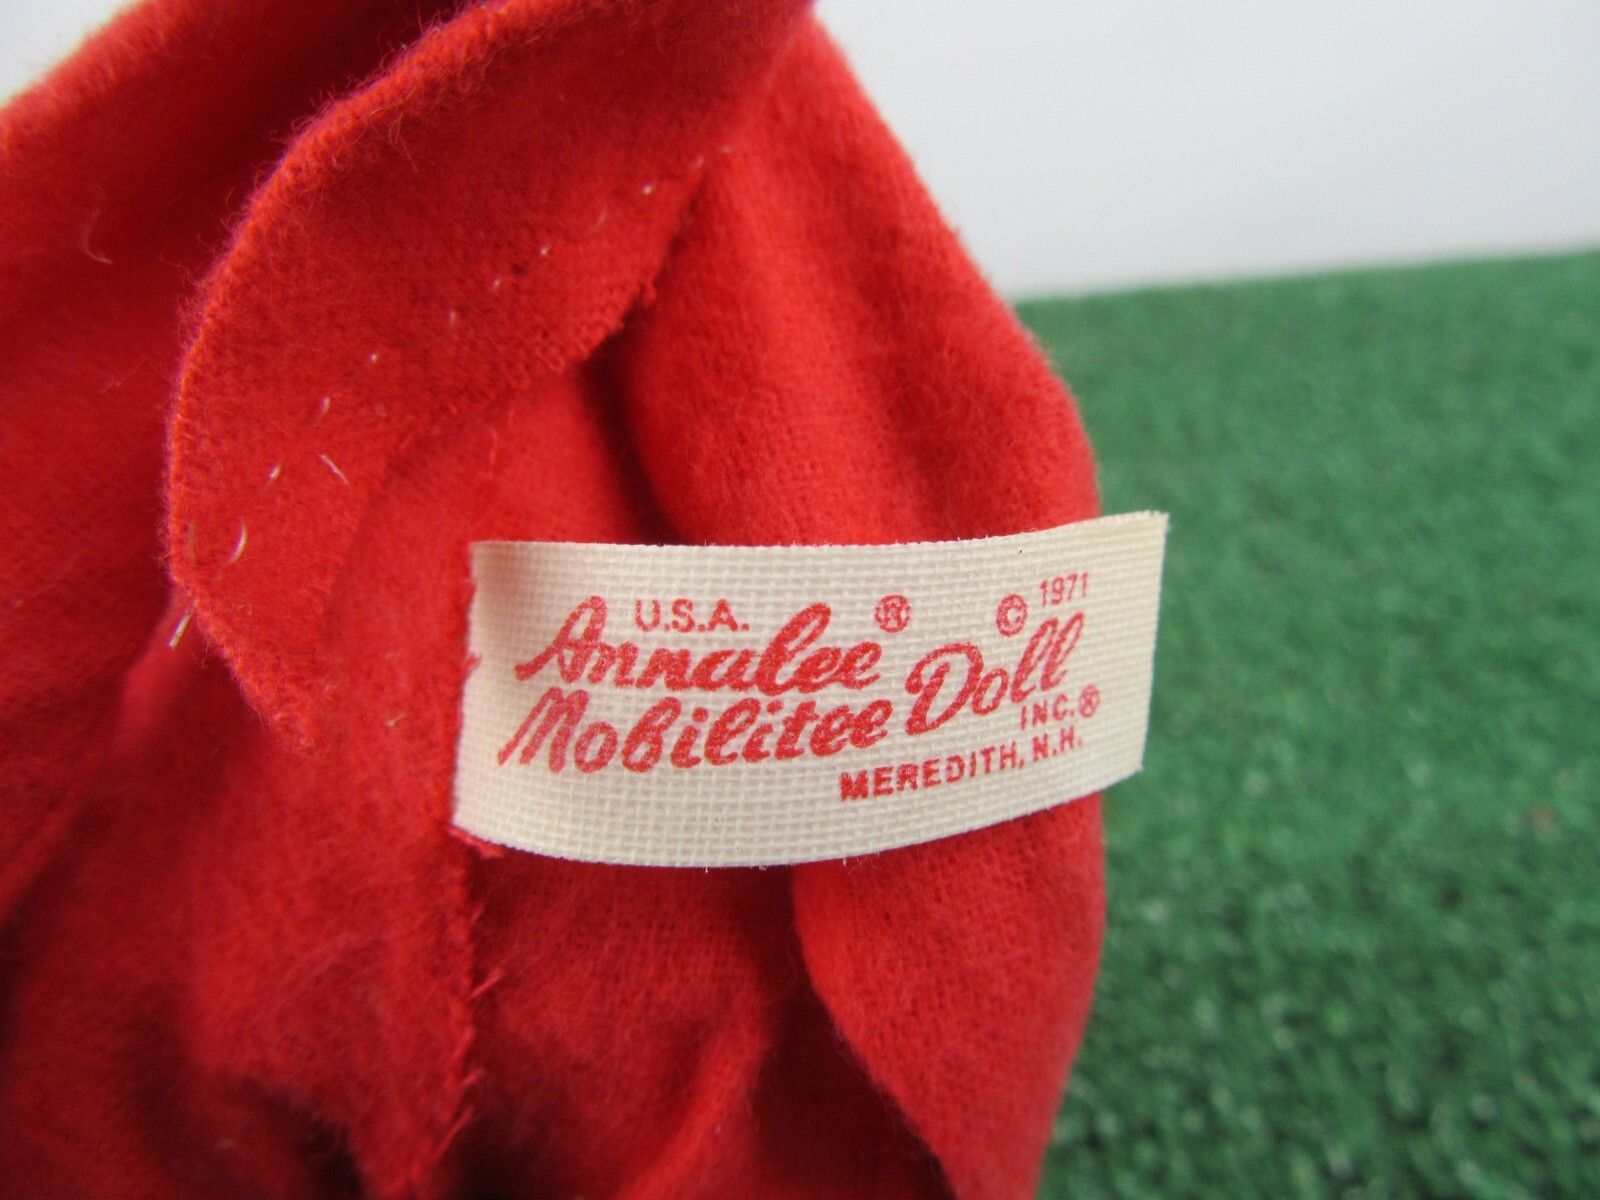 U.S.A. © 1971
Annalee ®
Mobilitee Doll
INC.®
MEREDITH, N.H.